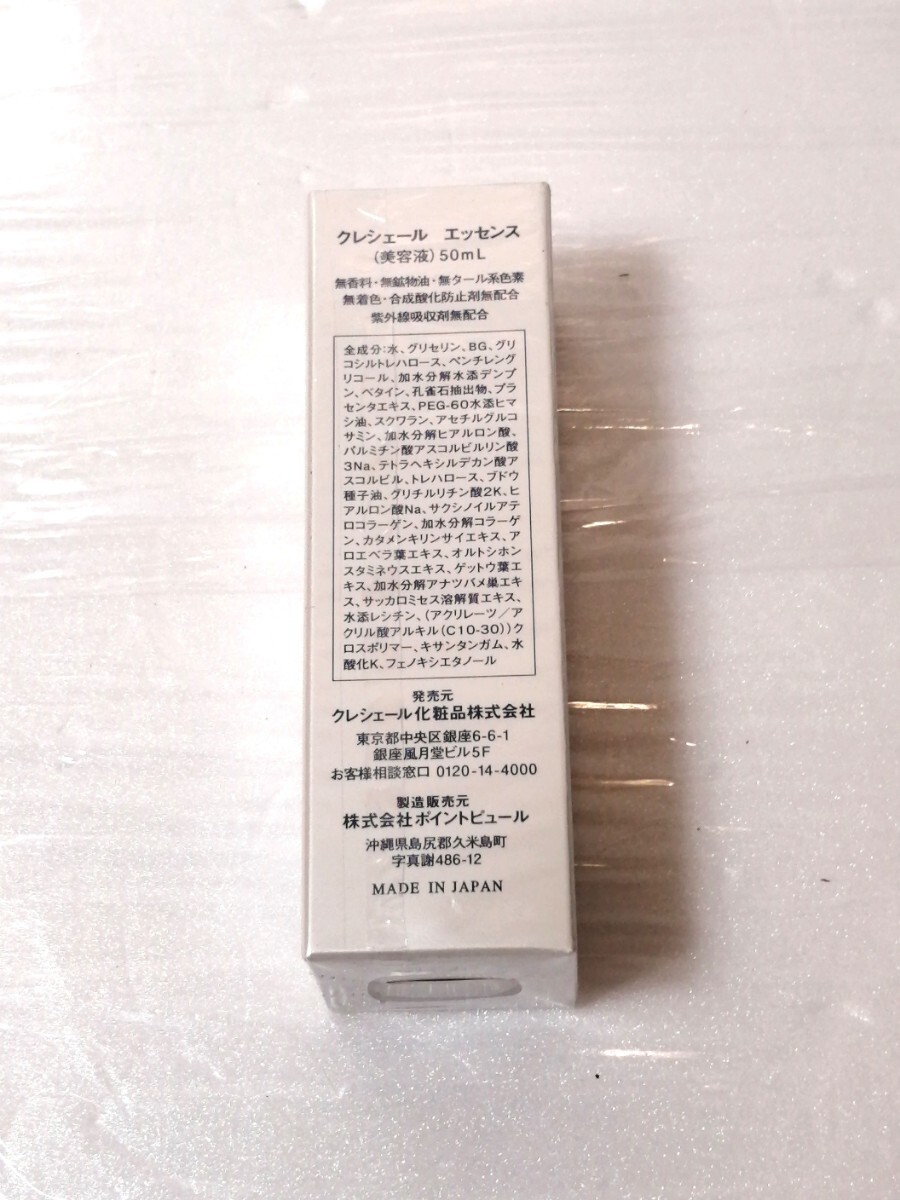 クレシェール　エッセンス
(美容液) 50mL
無香料・無鉱物油・無タール系色素
無着色・合成酸化防止剤無配合
紫外線吸収剤無配合
全成分:水、グリセリン、BG、グリ
コシルトレハロース、ペンチレング
リコール、加水分解水添デンプ
ン、ベタイン、孔雀石抽出物、プラ
センタエキス、PEG-60水添ヒマ
シ油、スクワラン、アセチルグルコ
サミン、加水分解ヒアルロン酸、
パルミチン酸アスコルビルリン酸
3Na、テトラヘキシルデカン酸ア
スコルビル、トレハロース、ブドウ
種子油、グリチルリチン酸2K、ヒ
アルロン酸Na、サクシノイルアテ
ロコラーゲン、加水分解コラーゲ
ン、カタメンキリンサイエキス、ア
ロエベラ葉エキス、オルトシホン
スタミネウスエキス、ゲットウ葉エ
キス、加水分解アナツバメ巣エキ
ス、サッカロミセス溶解質エキス、
水添レシチン、(アクリレーツ／ア
クリル酸アルキル(C10-30))ク
ロスポリマー、キサンタンガム、水
酸化K、フェノキシエタノール
発売元
クレシェール化粧品株式会社
東京都中央区銀座6-6-1
銀座風月堂ビル5F
お客様相談窓口 0120-14-4000
製造販売元
株式会社ポイントピュール
沖縄県島尻郡久米島町
字真謝486-12
MADE IN JAPAN